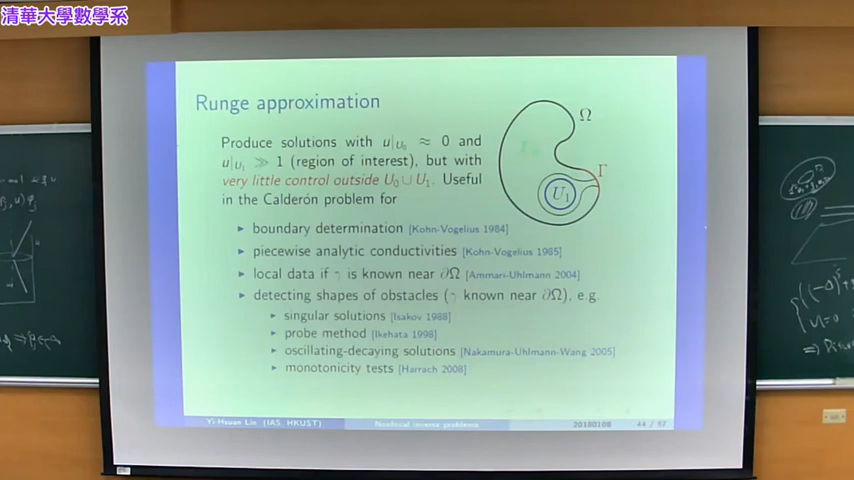 清華大學數學系
Runge approximation
Ω
Produce solutions with u|U₀ ≈ 0 and
u|U₁ ≫ 1 (region of interest), but with
very little control outside U₀ ∪ U₁. Useful
in the Calderón problem for
Γ
U₁
▶ boundary determination [Kohn-Vogelius 1984]
▶ piecewise analytic conductivities [Kohn-Vogelius 1985]
▶ local data if γ is known near ∂Ω [Ammari-Uhlmann 2004]
▶ detecting shapes of obstacles (γ known near ∂Ω), e.g.
▶ singular solutions [Isakov 1988]
▶ probe method [Ikehata 1998]
▶ oscillating-decaying solutions [Nakamura-Uhlmann-Wang 2005]
▶ monotonicity tests [Harrach 2008]
Yi-Hsuan Lin (IAS, HKUST) Nonlocal inverse problems 20180108 44 / 57